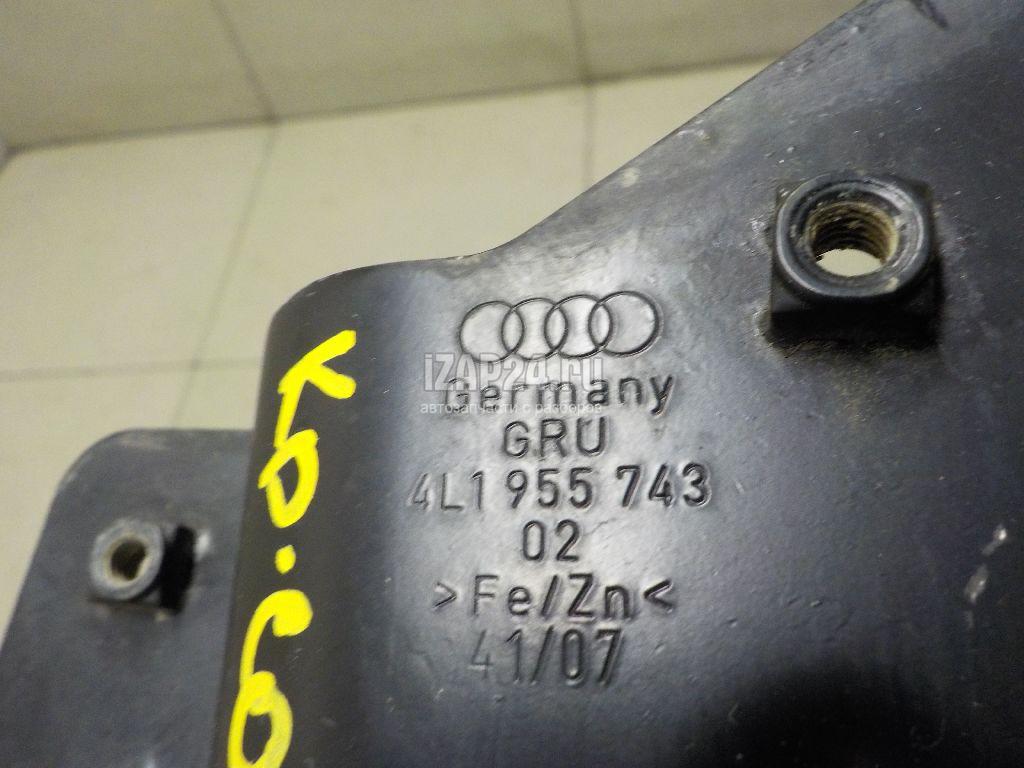 iZAP24.ru
Germany
автозапчасти с разборов
GRU
4L1 955 743
02
>Fe/Zn<
41/07